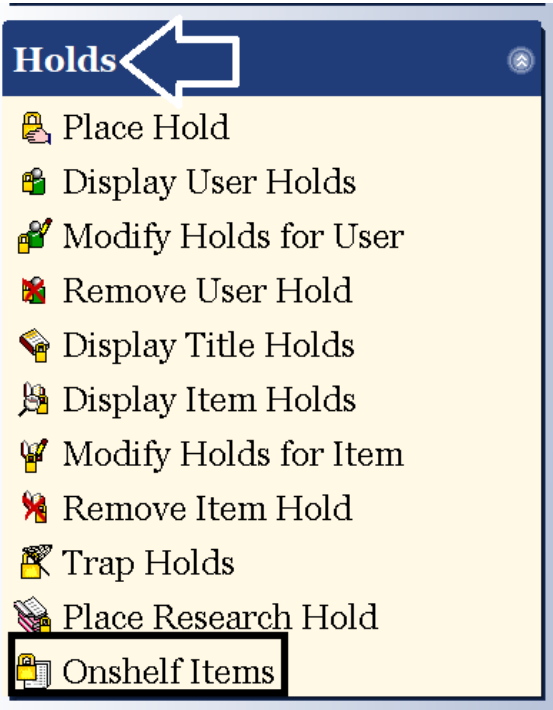 Holds
Place Hold
Display User Holds
Modify Holds for User
Remove User Hold
Display Title Holds
Display Item Holds
Modify Holds for Item
Remove Item Hold
Trap Holds
Place Research Hold
Onshelf Items